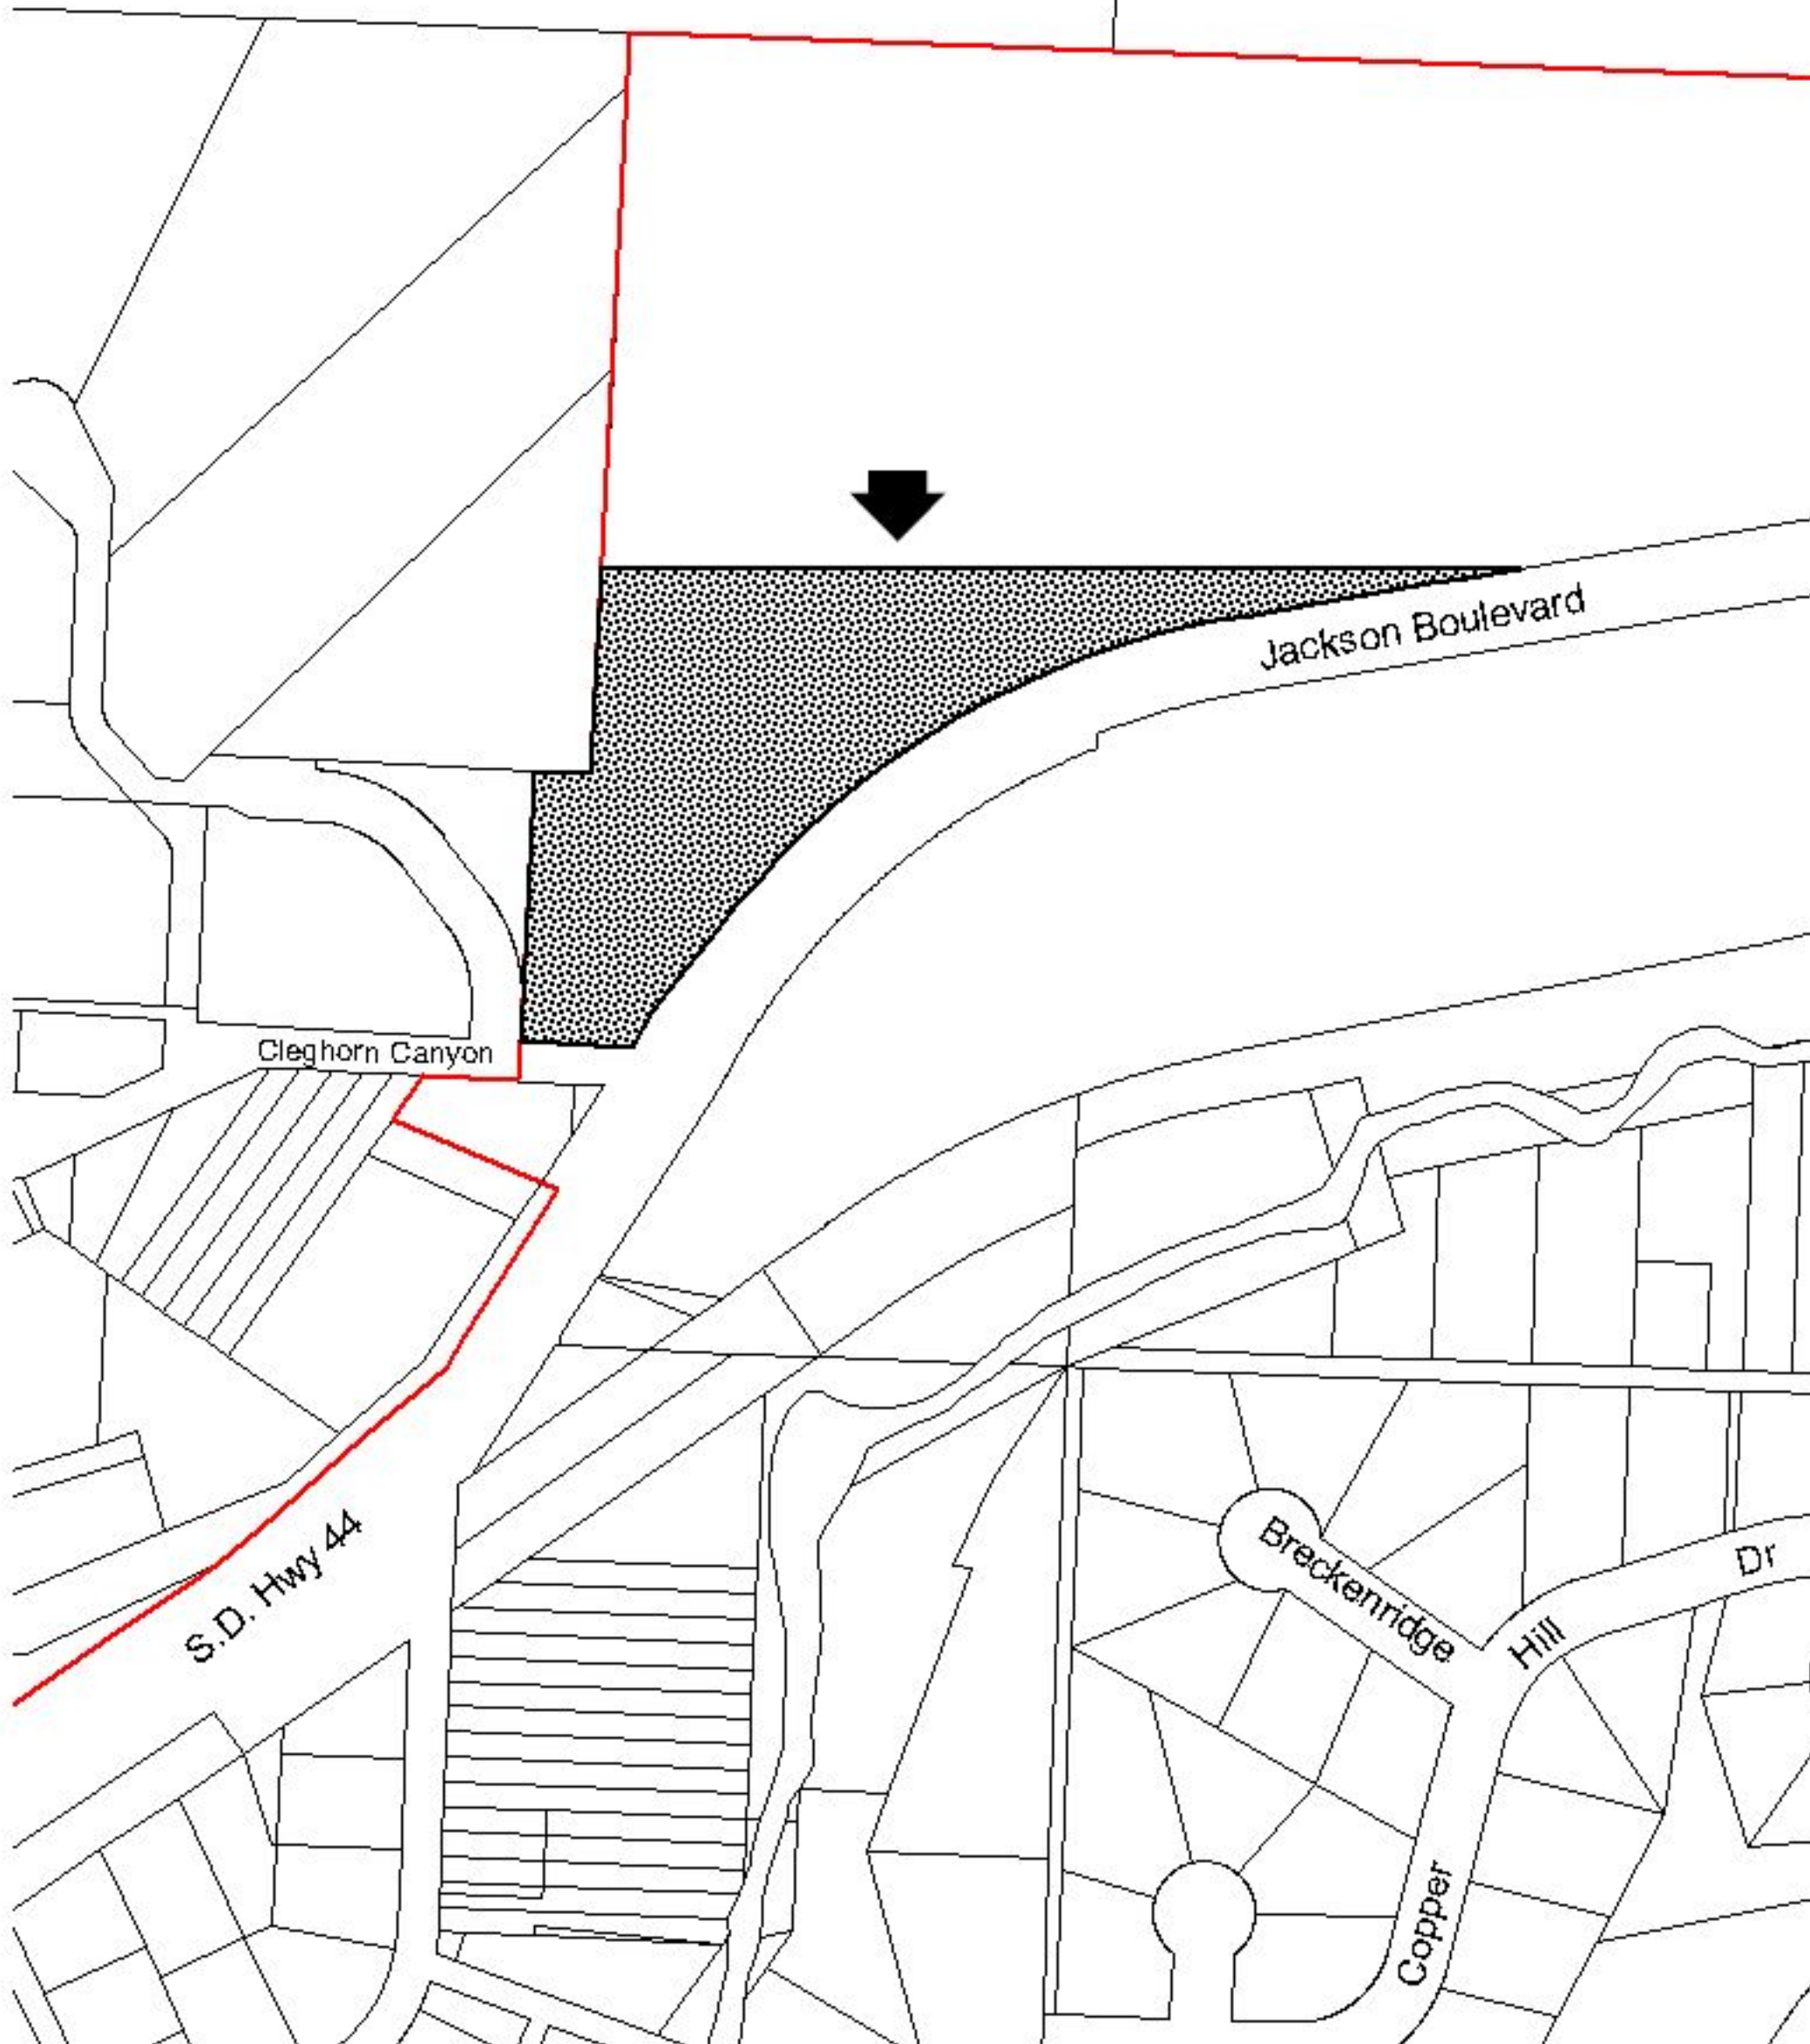 Jackson Boulevard
Cleghorn Canyon
S.D. Hwy 44
Breckenridge
Copper Hill Dr